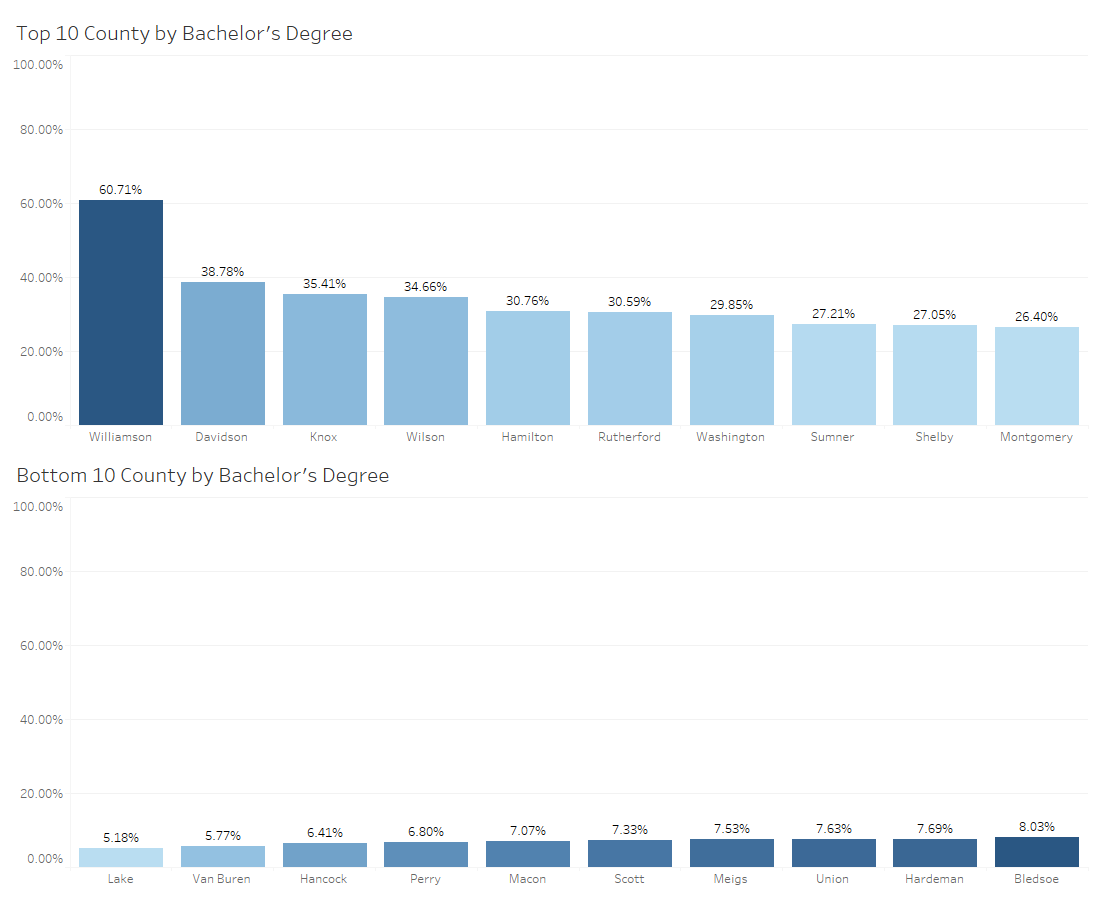 Top 10 County by Bachelor's Degree
100.00%
80.00%
60.00%
40.00%
20.00%
0.00%
60.71%
38.78%
35.41%
34.66%
30.76%
30.59%
29.85%
27.21%
27.05%
26.40%
Williamson
Davidson
Knox
Wilson
Hamilton
Rutherford
Washington
Sumner
Shelby
Montgomery
Bottom 10 County by Bachelor's Degree
100.00%
80.00%
60.00%
40.00%
20.00%
0.00%
5.18%
5.77%
6.41%
6.80%
7.07%
7.33%
7.53%
7.63%
7.69%
8.03%
Lake
Van Buren
Hancock
Perry
Macon
Scott
Meigs
Union
Hardeman
Bledsoe